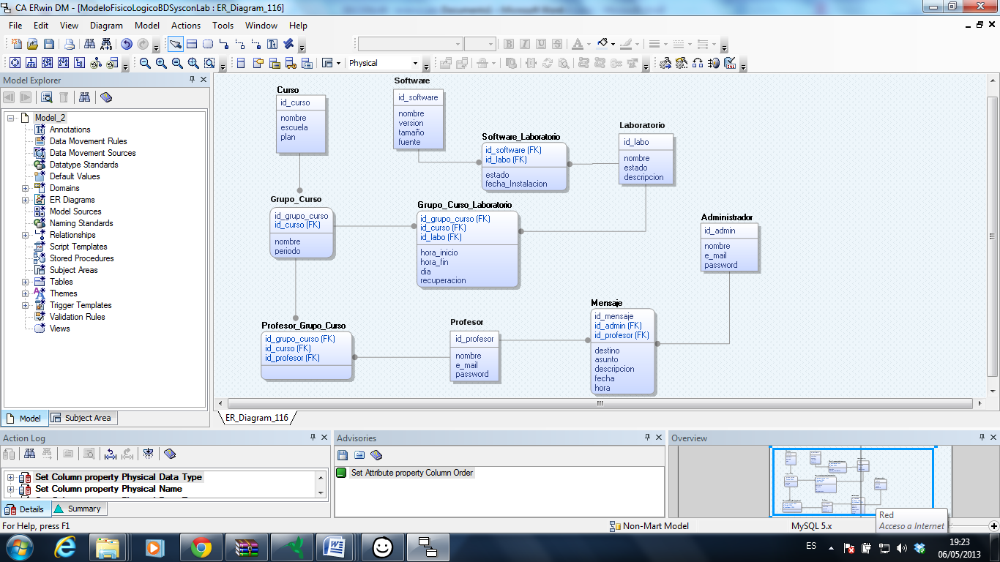 CA ERwin DM - [ModeloFisicoLogicoBDSysconLab : ER_Diagram_116]
File Edit View Diagram Model Actions Tools Window Help
Physical
Model Explorer
Model_2
Annotations
Data Movement Rules
Data Movement Sources
Datatype Standards
Default Values
Domains
ER Diagrams
Model Sources
Naming Standards
Relationships
Script Templates
Stored Procedures
Subject Areas
Tables
Themes
Trigger Templates
Validation Rules
Views
Model Subject Area
Curso
id_curso
nombre
escuela
plan
Software
id_software
nombre
version
tamaño
fuente
Software_Laboratorio
id_software (FK)
id_labo (FK)
estado
fecha_Instalacion
Laboratorio
id_labo
nombre
estado
descripcion
Grupo_Curso
id_grupo_curso
id_curso (FK)
nombre
periodo
Grupo_Curso_Laboratorio
id_grupo_curso (FK)
id_curso (FK)
id_labo (FK)
hora_inicio
hora_fin
dia
recuperacion
Administrador
id_admin
nombre
e_mail
password
Profesor_Grupo_Curso
id_grupo_curso (FK)
id_curso (FK)
id_profesor (FK)
Profesor
id_profesor
nombre
e_mail
password
Mensaje
id_mensaje
id_admin (FK)
id_profesor (FK)
destino
asunto
descripcion
fecha
hora
ER_Diagram_116
Action Log
Set Column property Physical Data Type
Set Column property Physical Name
Details Summary
Advisories
Set Attribute property Column Order
Overview
Red
Acceso a Internet
For Help, press F1
Non-Mart Model
MySQL 5.x
ES
19:23
06/05/2013